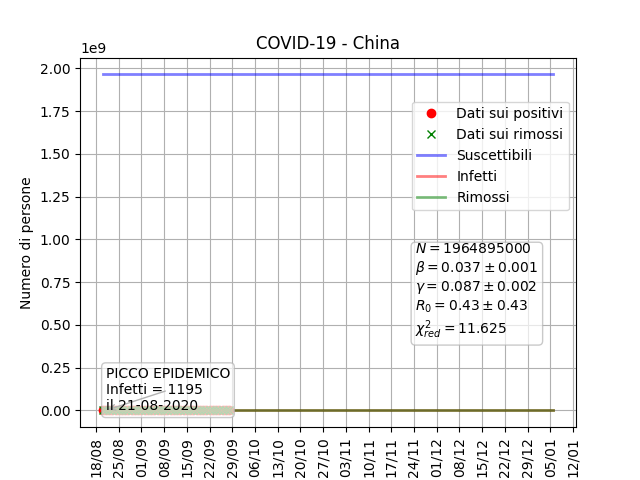 COVID-19 - China
1e9
2.00
1.75
1.50
1.25
1.00
0.75
0.50
0.25
0.00
Numero di persone
Dati sui positivi
Dati sui rimossi
Suscettibili
Infetti
Rimossi
N = 1964895000
β = 0.037 ± 0.001
γ = 0.087 ± 0.002
R₀ = 0.43 ± 0.43
χ²red = 11.625
PICCO EPIDEMICO
Infetti = 1195
il 21-08-2020
18/08 25/08 01/09 08/09 15/09 22/09 29/09 06/10 13/10 20/10 27/10 03/11 10/11 17/11 24/11 01/12 08/12 15/12 22/12 29/12 05/01 12/01